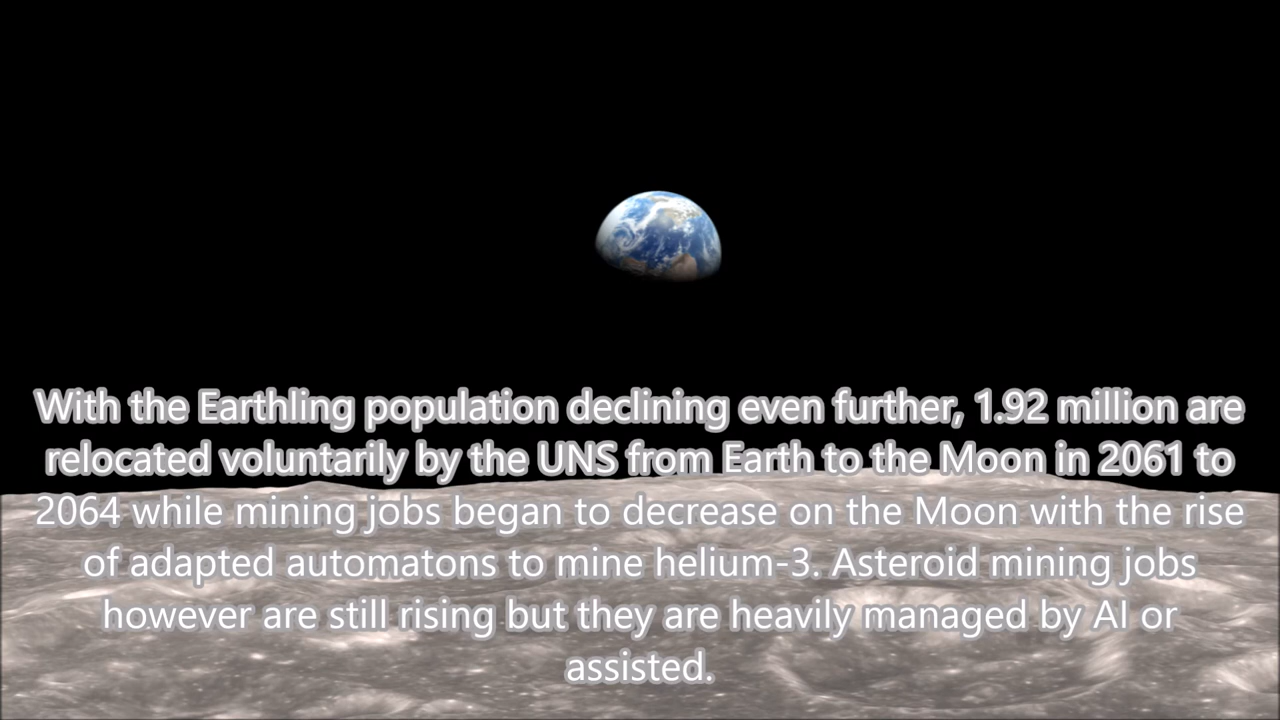 With the Earthling population declining even further, 1.92 million are
relocated voluntarily by the UNS from Earth to the Moon in 2061 to
2064 while mining jobs began to decrease on the Moon with the rise
of adapted automatons to mine helium-3. Asteroid mining jobs
however are still rising but they are heavily managed by AI or
assisted.